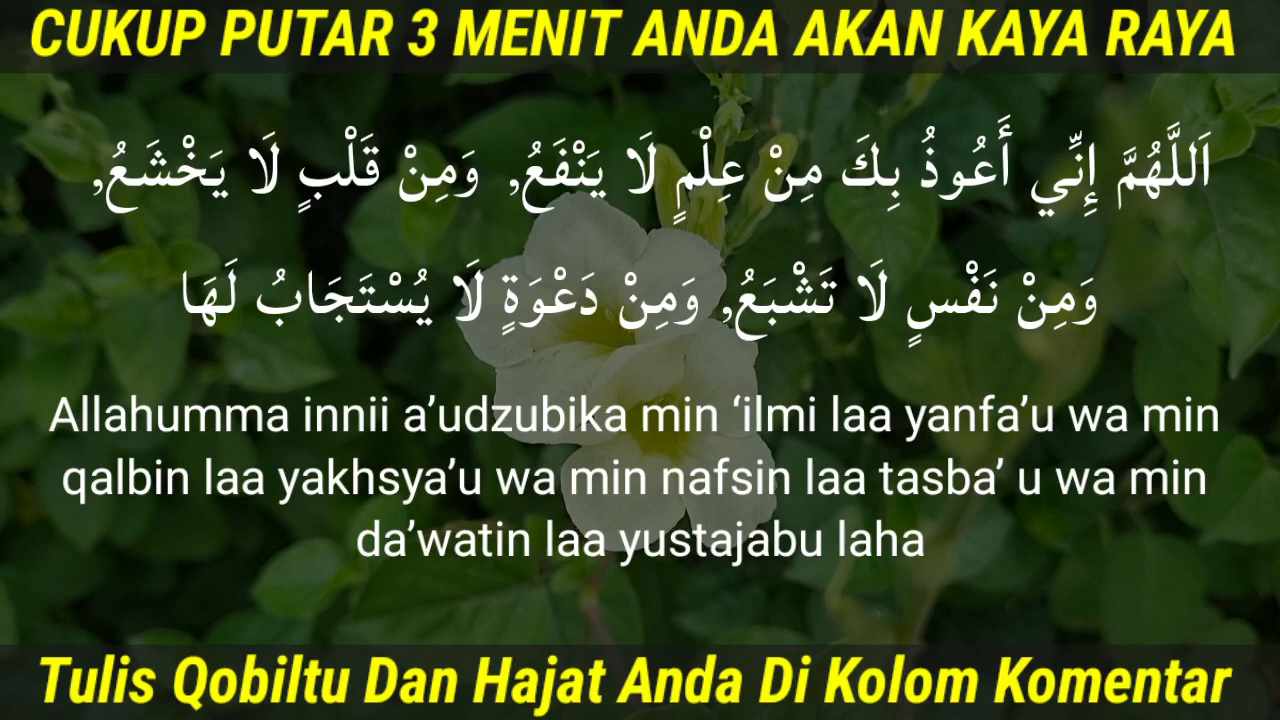 CUKUP PUTAR 3 MENIT ANDA AKAN KAYA RAYA
اَللَّهُمَّ إِنِّي أَعُوذُ بِكَ مِنْ عِلْمٍ لَا يَنْفَعُ, وَمِنْ قَلْبٍ لَا يَخْشَعُ,
وَمِنْ نَفْسٍ لَا تَشْبَعُ, وَمِنْ دَعْوَةٍ لَا يُسْتَجَابُ لَهَا
Allahumma innii a’udzubika min ‘ilmi laa yanfa’u wa min
qalbin laa yakhsya’u wa min nafsin laa tasba’ u wa min
da’watin laa yustajabu laha
Tulis Qobiltu Dan Hajat Anda Di Kolom Komentar